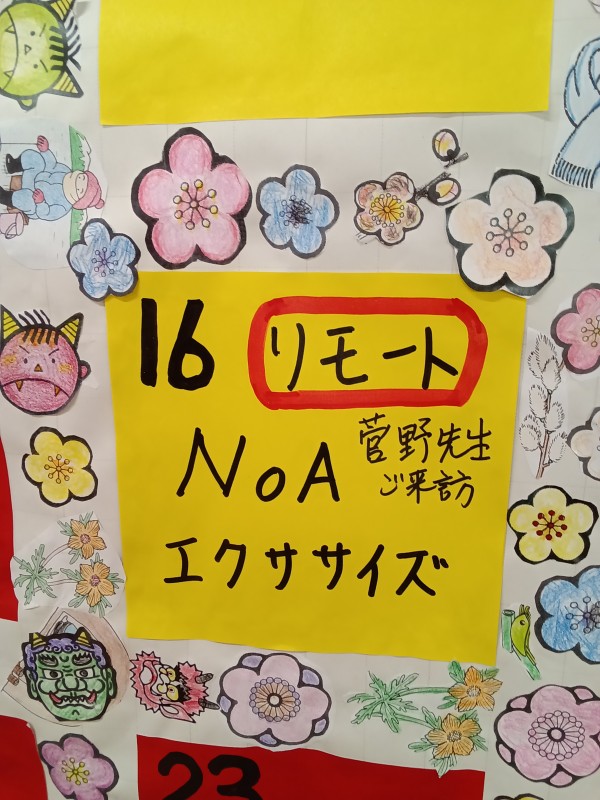 16 リモート
NoA 菅野先生
ご来訪
エクササイズ
23